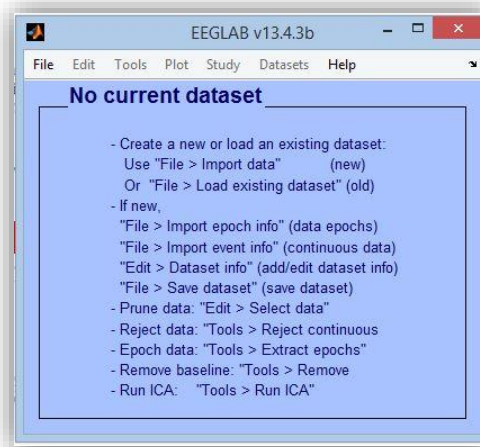 EEGLAB v13.4.3b
File Edit Tools Plot Study Datasets Help
No current dataset
- Create a new or load an existing dataset:
Use "File > Import data" (new)
Or "File > Load existing dataset" (old)
- If new,
"File > Import epoch info" (data epochs)
"File > Import event info" (continuous data)
"Edit > Dataset info" (add/edit dataset info)
"File > Save dataset" (save dataset)
- Prune data: "Edit > Select data"
- Reject data: "Tools > Reject continuous
- Epoch data: "Tools > Extract epochs"
- Remove baseline: "Tools > Remove
- Run ICA: "Tools > Run ICA"